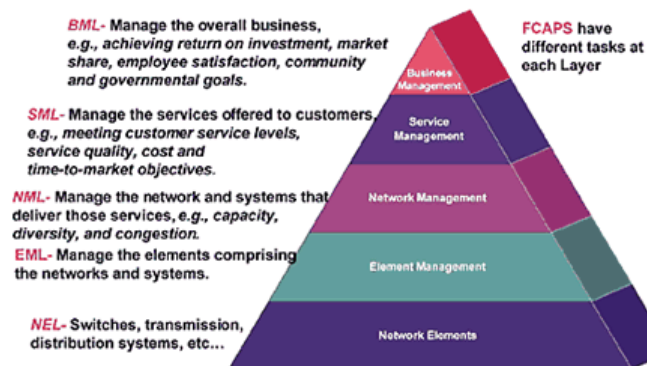 BML- Manage the overall business,
e.g., achieving return on investment, market
share, employee satisfaction, community
and governmental goals.
FCAPS have
different tasks at
each Layer
Business
Management
SML- Manage the services offered to customers,
e.g., meeting customer service levels,
service quality, cost and
time-to-market objectives.
Service
Management
NML- Manage the network and systems that
deliver those services, e.g., capacity,
diversity, and congestion.
Network Management
EML- Manage the elements comprising
the networks and systems.
Element Management
NEL- Switches, transmission,
distribution systems, etc...
Network Elements